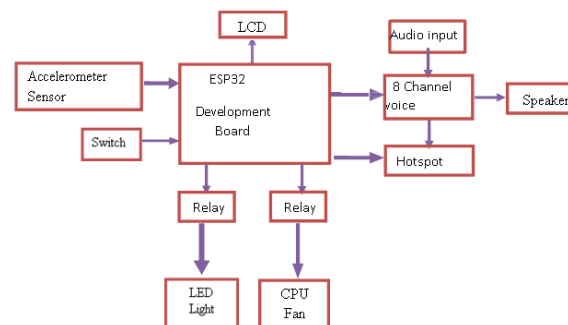 LCD
Audio input
Accelerometer
Sensor
ESP32
Development
Board
8 Channel
voice
Speaker
Switch
Hotspot
Relay
Relay
LED
Light
CPU
Fan